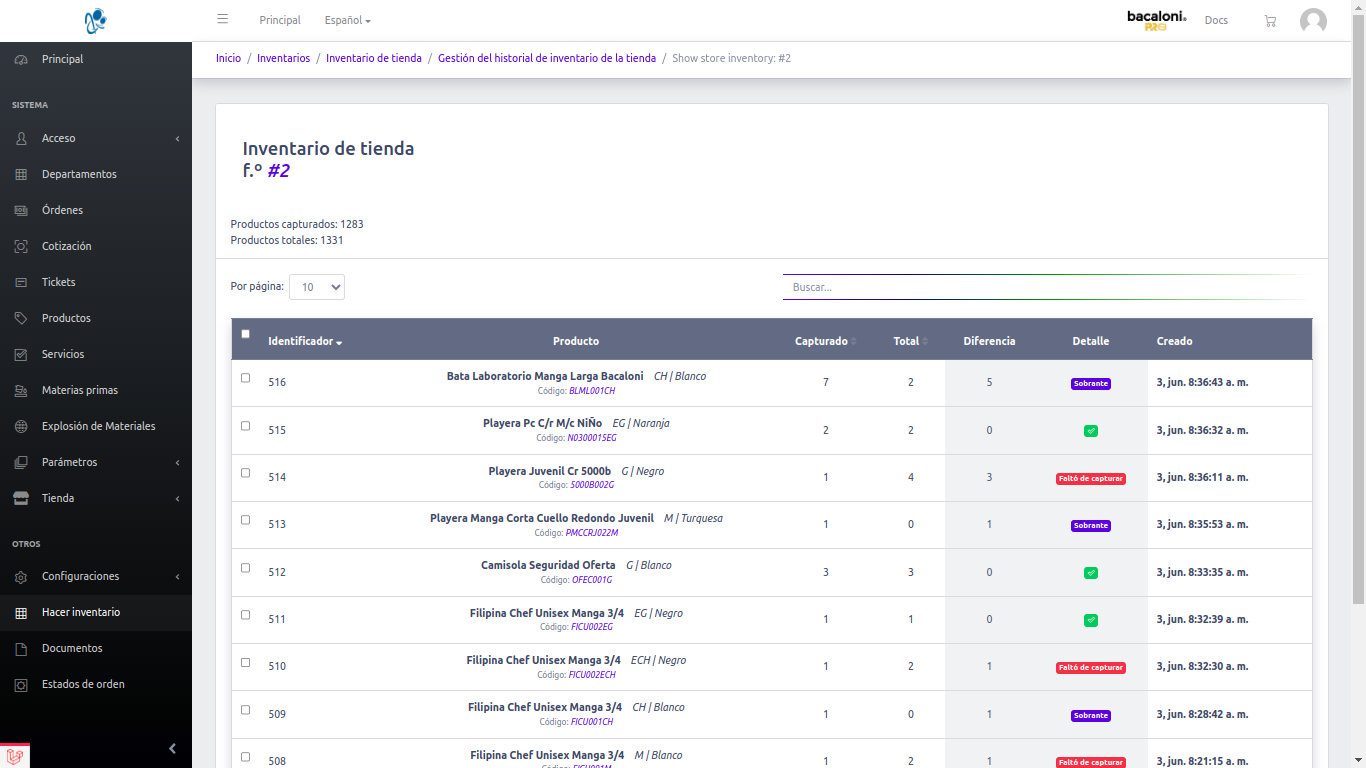 Principal
Español
bacaloni®
PRO
Docs
Principal
SISTEMA
Acceso
Departamentos
Órdenes
Cotización
Tickets
Productos
Servicios
Materias primas
Explosión de Materiales
Parámetros
Tienda
OTROS
Configuraciones
Hacer inventario
Documentos
Estados de orden
Inicio / Inventarios / Inventario de tienda / Gestión del historial de inventario de la tienda / Show store inventory: #2
Inventario de tienda
f.º #2
Productos capturados: 1283
Productos totales: 1331
Por página: 10
Buscar...
Identificador Producto Capturado Total Diferencia Detalle Creado
516 Bata Laboratorio Manga Larga Bacaloni CH | Blanco 7 2 5 Sobrante 3, jun. 8:36:43 a. m.
Código: BLML001CH
515 Playera Pc C/r M/c NiÑo EG | Naranja 2 2 0 3, jun. 8:36:32 a. m.
Código: N0300015EG
514 Playera Juvenil Cr 5000b G | Negro 1 4 3 Faltó de capturar 3, jun. 8:36:11 a. m.
Código: 5000B002G
513 Playera Manga Corta Cuello Redondo Juvenil M | Turquesa 1 0 1 Sobrante 3, jun. 8:35:53 a. m.
Código: PMCCRJ022M
512 Camisola Seguridad Oferta G | Blanco 3 3 0 3, jun. 8:33:35 a. m.
Código: OFEC001G
511 Filipina Chef Unisex Manga 3/4 EG | Negro 1 1 0 3, jun. 8:32:39 a. m.
Código: FICU002EG
510 Filipina Chef Unisex Manga 3/4 ECH | Negro 1 2 1 Faltó de capturar 3, jun. 8:32:30 a. m.
Código: FICU002ECH
509 Filipina Chef Unisex Manga 3/4 CH | Blanco 1 0 1 Sobrante 3, jun. 8:28:42 a. m.
Código: FICU001CH
508 Filipina Chef Unisex Manga 3/4 M | Blanco 1 2 1 Faltó de capturar 3, jun. 8:21:15 a. m.
Código: FICU001M